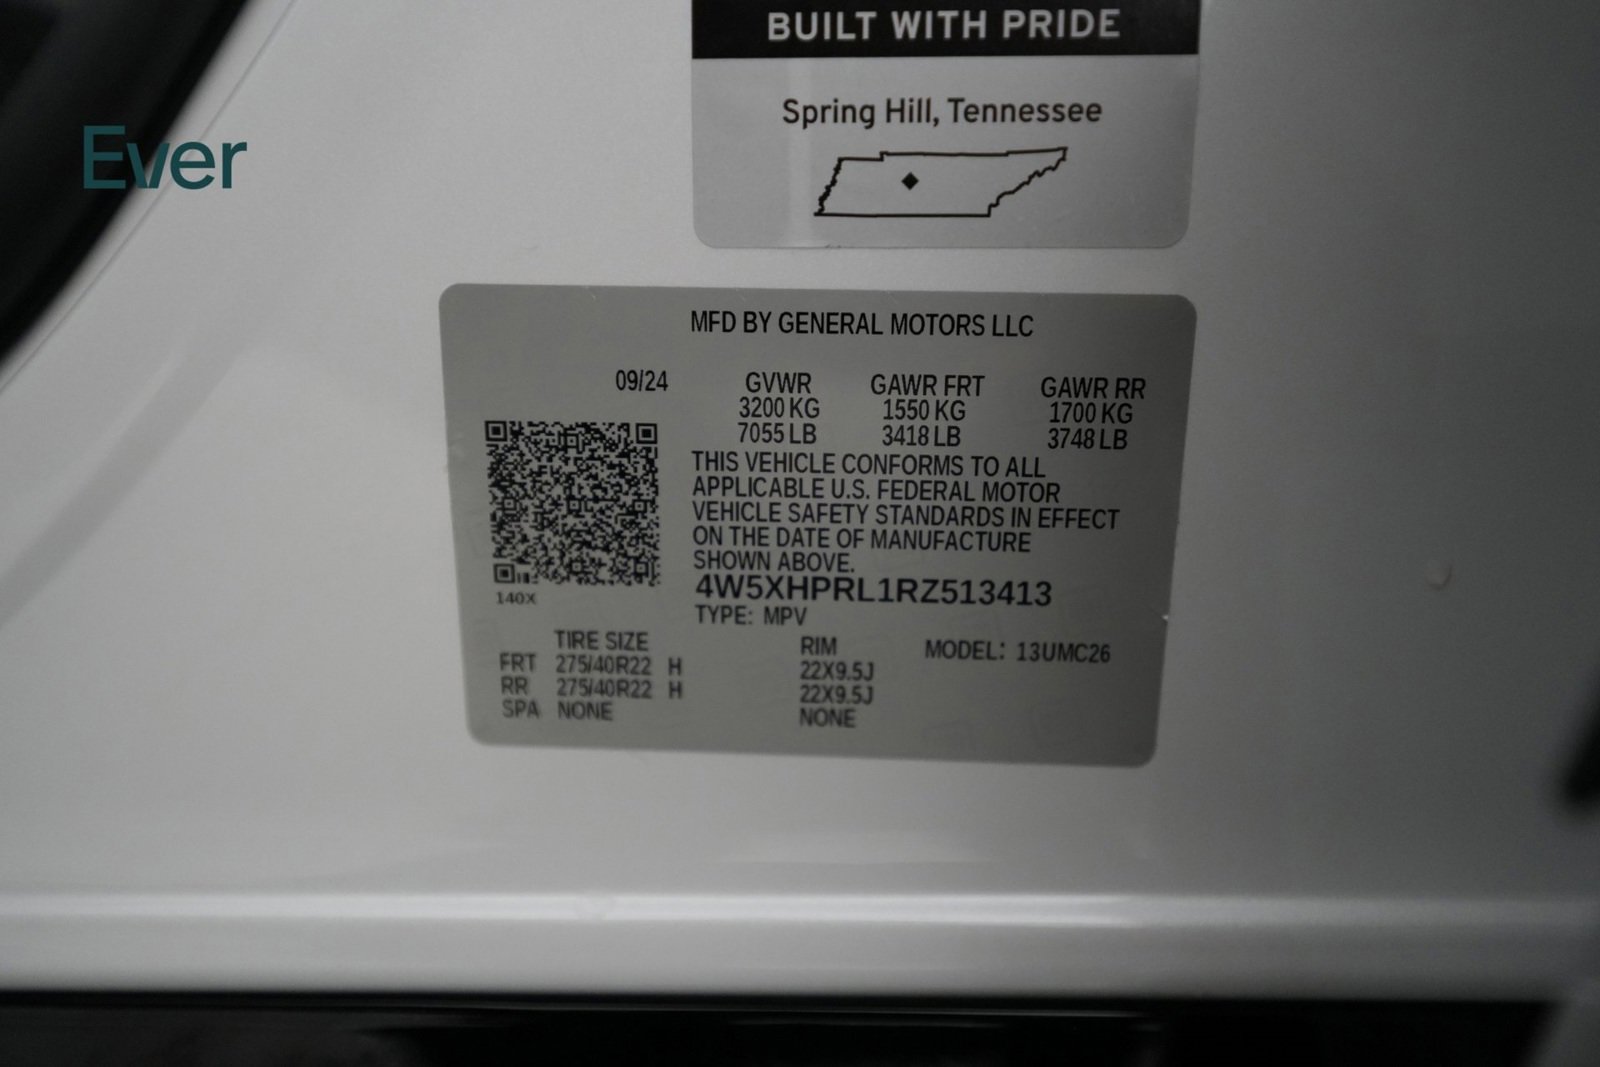 BUILT WITH PRIDE
Spring Hill, Tennessee
Ever
MFD BY GENERAL MOTORS LLC
09/24 GVWR GAWR FRT GAWR RR
3200 KG 1550 KG 1700 KG
7055 LB 3418 LB 3748 LB
THIS VEHICLE CONFORMS TO ALL
APPLICABLE U.S. FEDERAL MOTOR
VEHICLE SAFETY STANDARDS IN EFFECT
ON THE DATE OF MANUFACTURE
SHOWN ABOVE.
4W5XHPRL1RZ513413
140X
TYPE: MPV
TIRE SIZE RIM MODEL: 13UMC26
FRT 275/40R22 H 22X9.5J
RR 275/40R22 H 22X9.5J
SPA NONE NONE